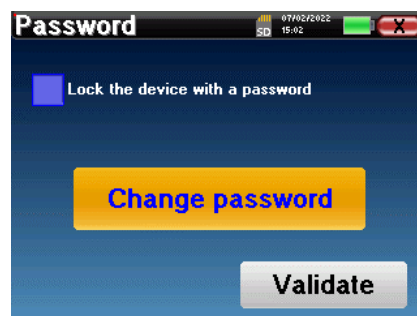 Password
SD
07/02/2022
15:02
X
Lock the device with a password
Change password
Validate